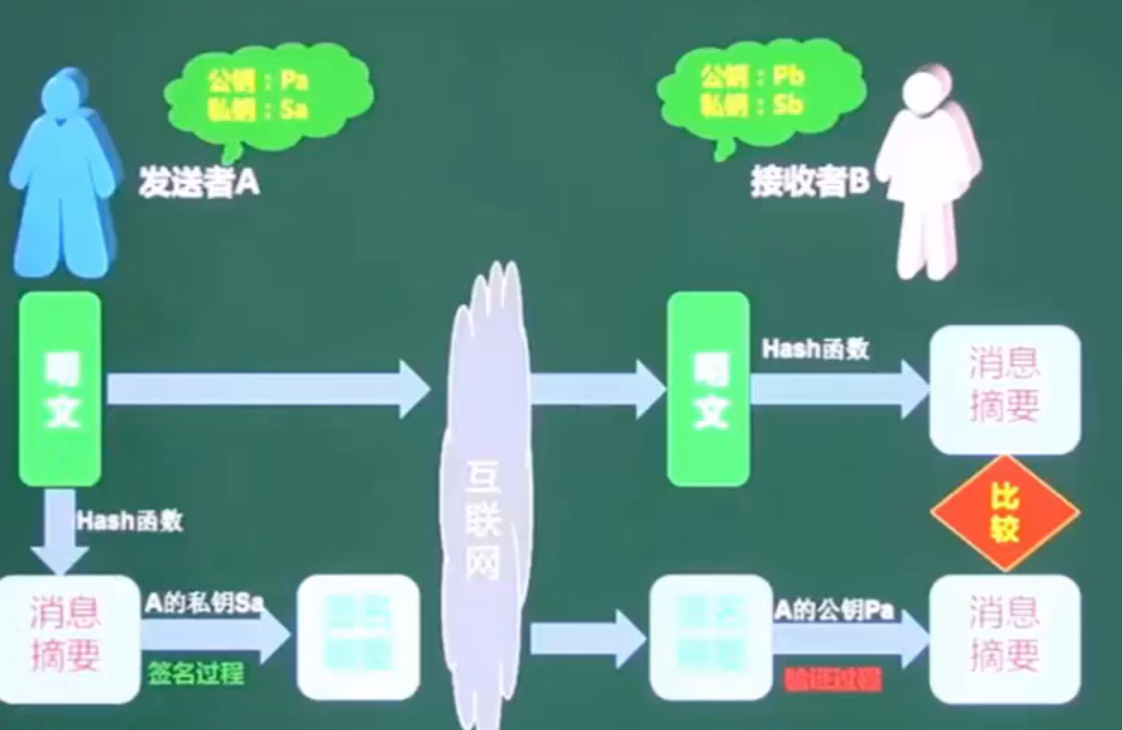 公钥：Pa
私钥：Sa
公钥：Pb
私钥：Sb
发送者A
接收者B
明
文
互
联
网
明
文
Hash函数
消息
摘要
比
较
Hash函数
消息
摘要
A的私钥Sa
签名过程
A的公钥Pa
消息
摘要